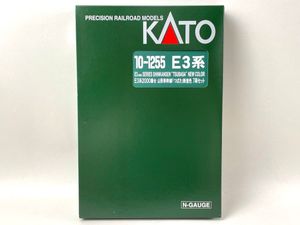 PRECISION RAILROAD MODELS
KATO
10-1255 E3系
E3 2000 SERIES SHINKANSEN "TSUBASA" NEW COLOR
E3系2000番台 山形新幹線「つばさ」新塗色 7両セット
N-GAUGE